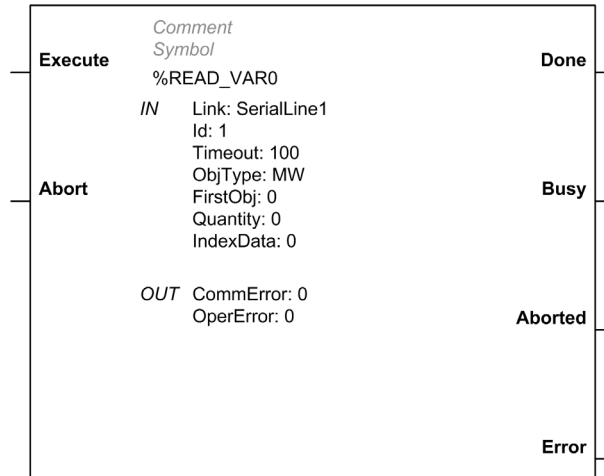 Comment
Symbol
Execute
Done
%READ_VAR0
IN Link: SerialLine1
Id: 1
Timeout: 100
ObjType: MW
Abort
Busy
FirstObj: 0
Quantity: 0
IndexData: 0
OUT CommError: 0
OperError: 0
Aborted
Error